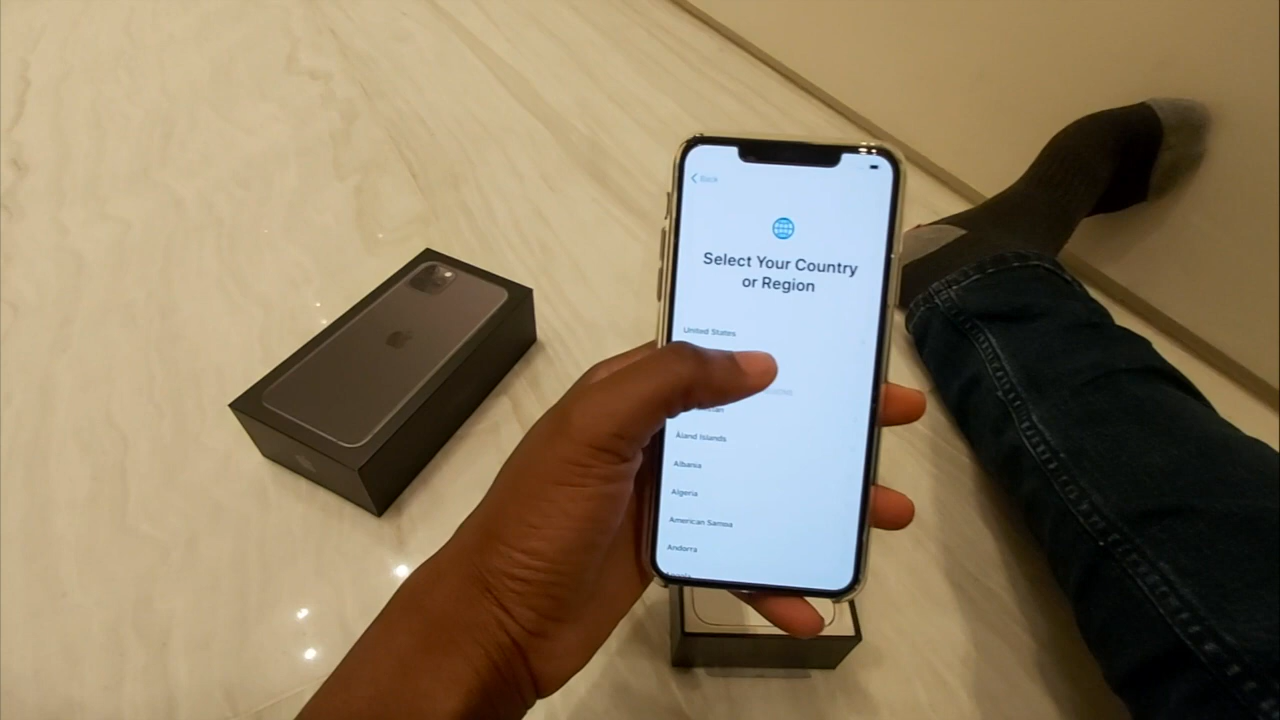 Back
Select Your Country
or Region
United States
Åland Islands
Albania
Algeria
American Samoa
Andorra